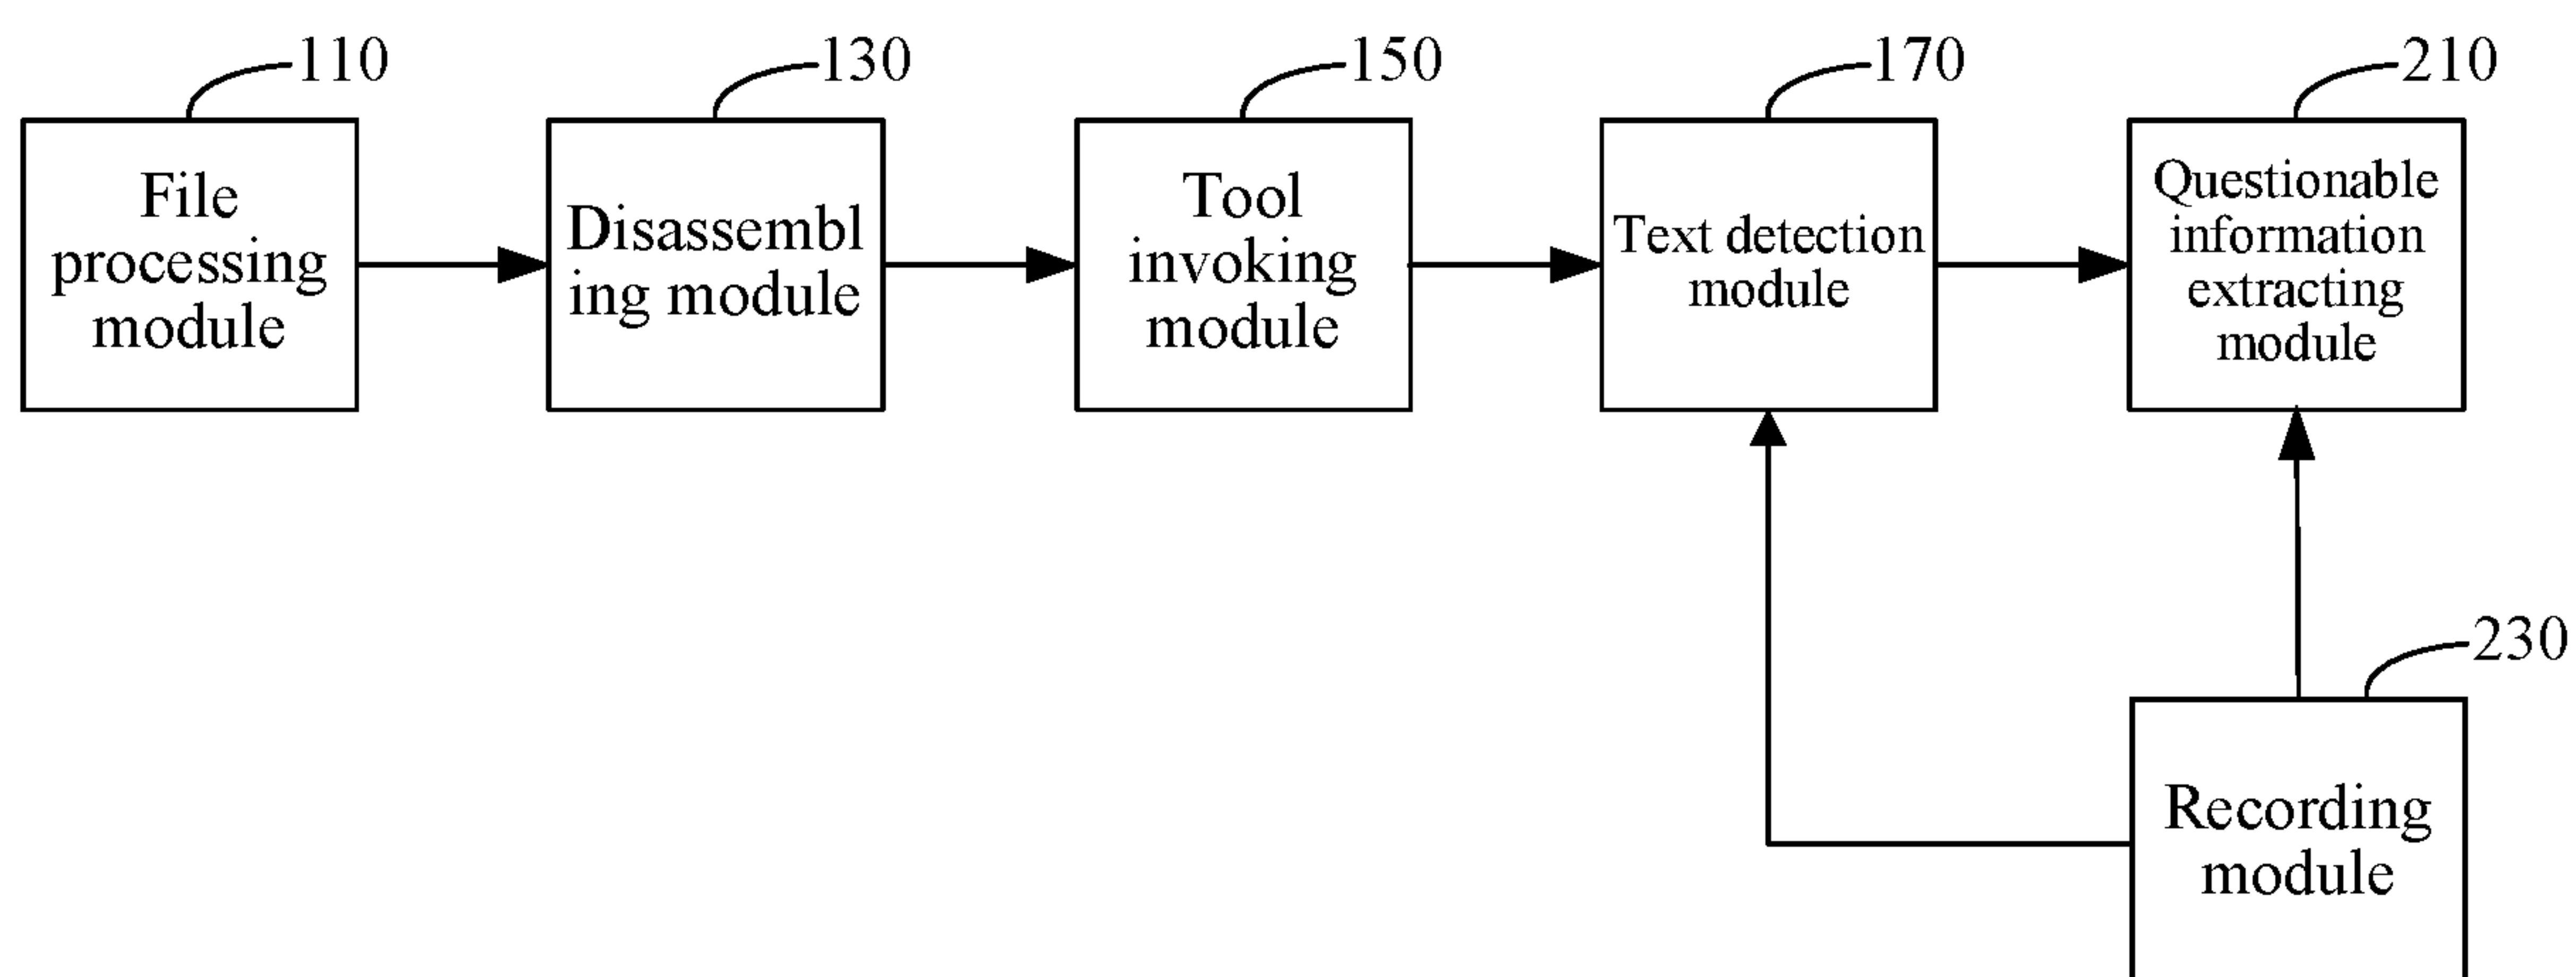 110
130
150
170
210
File
processing
module
Disassembl
ing module
Tool
invoking
module
Text detection
module
Questionable
information
extracting
module
230
Recording
module